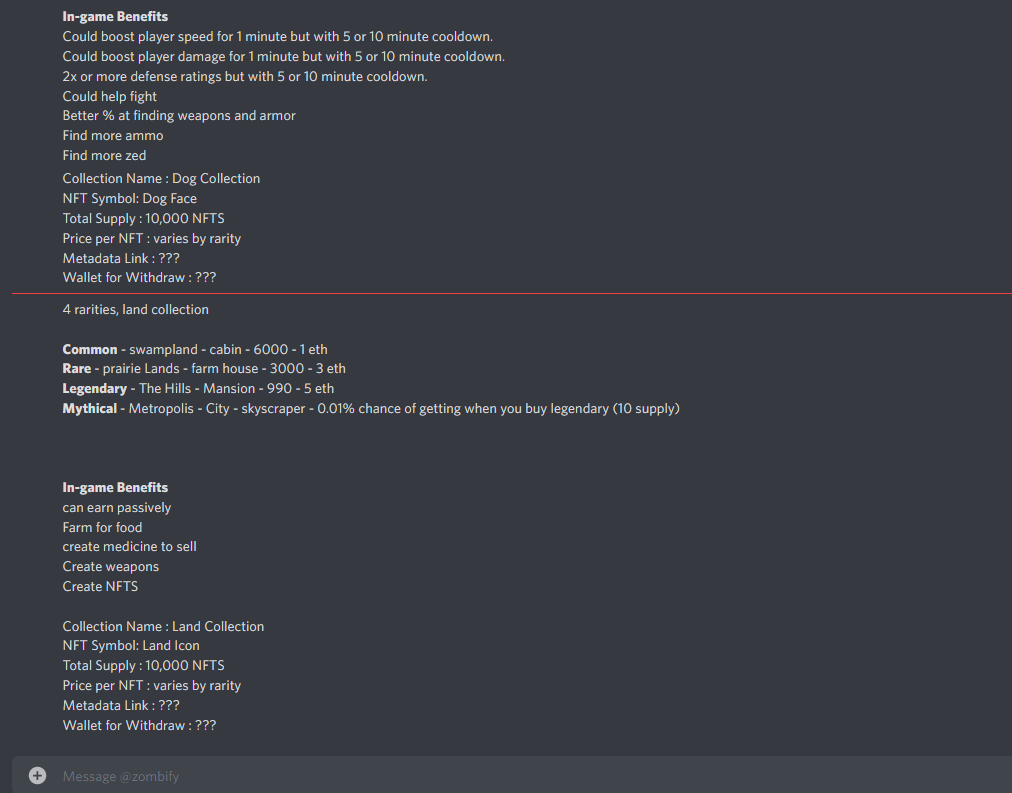 In-game Benefits
Could boost player speed for 1 minute but with 5 or 10 minute cooldown.
Could boost player damage for 1 minute but with 5 or 10 minute cooldown.
2x or more defense ratings but with 5 or 10 minute cooldown.
Could help fight
Better % at finding weapons and armor
Find more ammo
Find more zed
Collection Name : Dog Collection
NFT Symbol: Dog Face
Total Supply : 10,000 NFTS
Price per NFT : varies by rarity
Metadata Link : ???
Wallet for Withdraw : ???
4 rarities, land collection
Common - swampland - cabin - 6000 - 1 eth
Rare - prairie Lands - farm house - 3000 - 3 eth
Legendary - The Hills - Mansion - 990 - 5 eth
Mythical - Metropolis - City - skyscraper - 0.01% chance of getting when you buy legendary (10 supply)
In-game Benefits
can earn passively
Farm for food
create medicine to sell
Create weapons
Create NFTS
Collection Name : Land Collection
NFT Symbol: Land Icon
Total Supply : 10,000 NFTS
Price per NFT : varies by rarity
Metadata Link : ???
Wallet for Withdraw : ???
Message @zombify